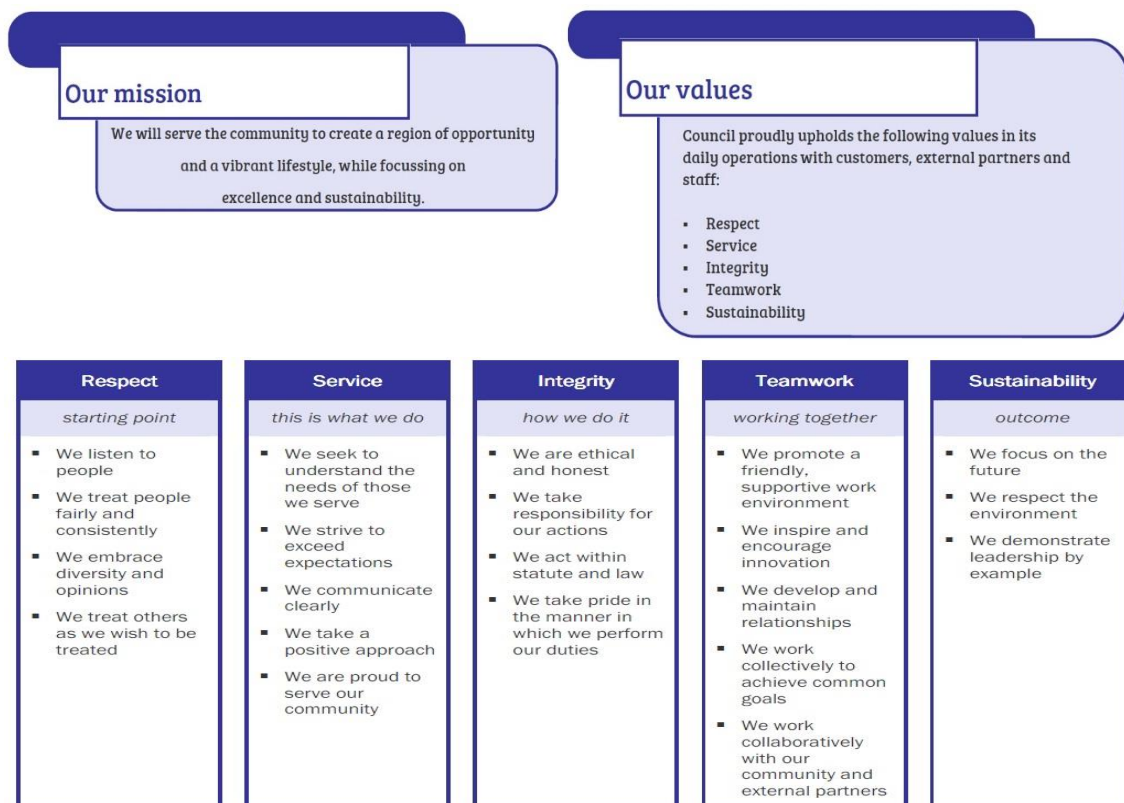 Our mission
We will serve the community to create a region of opportunity
and a vibrant lifestyle, while focussing on
excellence and sustainability.
Our values
Council proudly upholds the following values in its
daily operations with customers, external partners and
staff:
▪ Respect
▪ Service
▪ Integrity
▪ Teamwork
▪ Sustainability
Respect
starting point
▪ We listen to
people
▪ We treat people
fairly and
consistently
▪ We embrace
diversity and
opinions
▪ We treat others
as we wish to be
treated
Service
this is what we do
▪ We seek to
understand the
needs of those
we serve
▪ We strive to
exceed
expectations
▪ We communicate
clearly
▪ We take a
positive approach
▪ We are proud to
serve our
community
Integrity
how we do it
▪ We are ethical
and honest
▪ We take
responsibility for
our actions
▪ We act within
statute and law
▪ We take pride in
the manner in
which we perform
our duties
Teamwork
working together
▪ We promote a
friendly,
supportive work
environment
▪ We inspire and
encourage
innovation
▪ We develop and
maintain
relationships
▪ We work
collectively to
achieve common
goals
▪ We work
collaboratively
with our
community and
external partners
Sustainability
outcome
▪ We focus on the
future
▪ We respect the
environment
▪ We demonstrate
leadership by
example